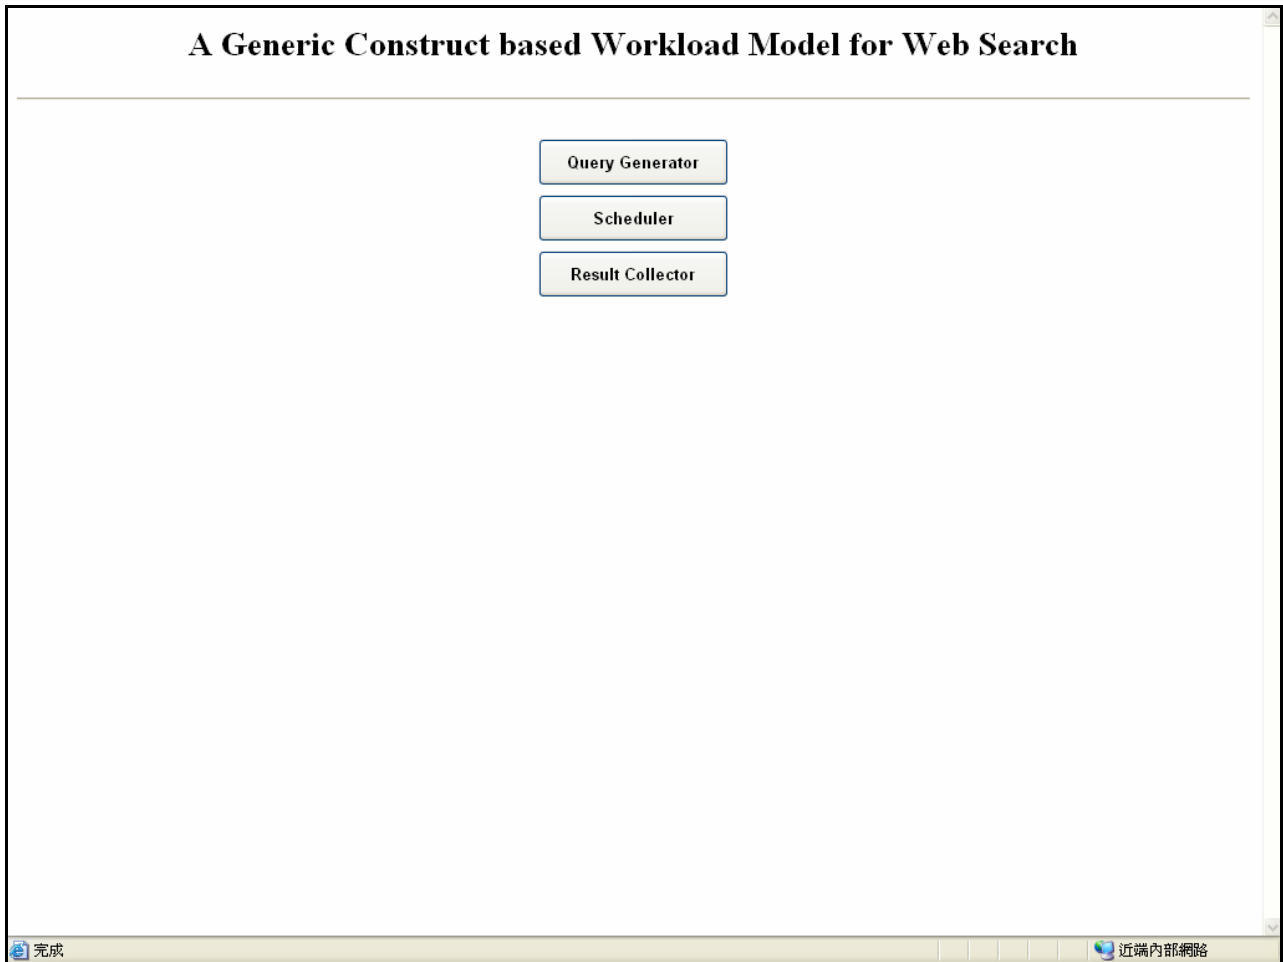 A Generic Construct based Workload Model for Web Search
Query Generator
Scheduler
Result Collector
完成
近端內部網路